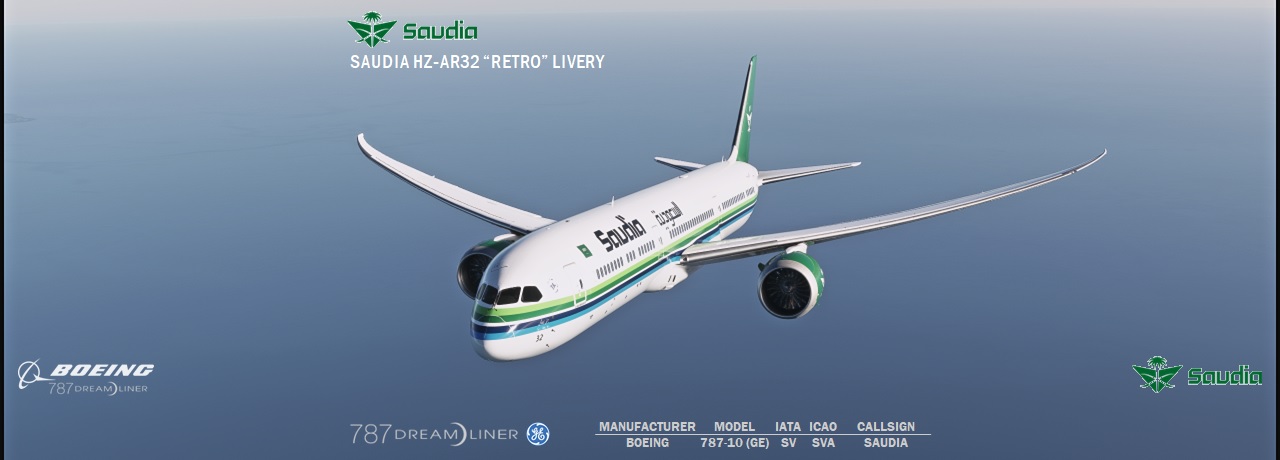 Saudia
SAUDIA HZ-AR32 “RETRO” LIVERY
Saudia السعودية
32
BOEING
787 DREAMLINER
Saudia
787 DREAMLINER GE
MANUFACTURER MODEL IATA ICAO CALLSIGN
BOEING 787-10 (GE) SV SVA SAUDIA